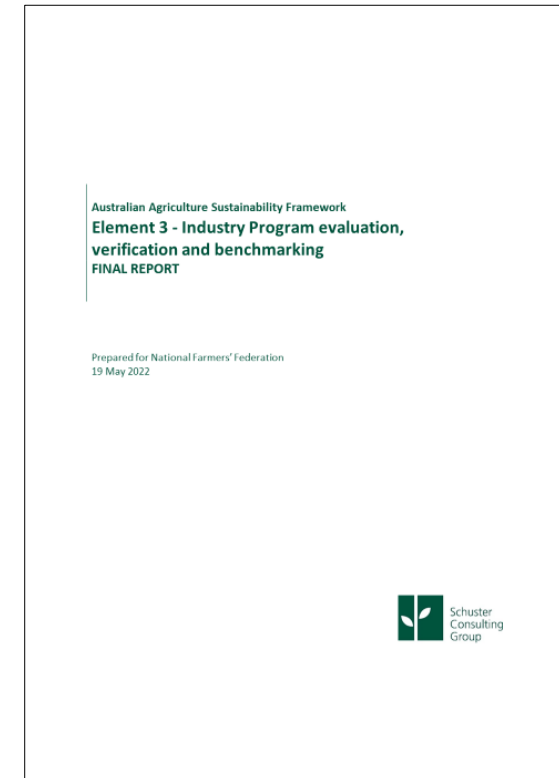 Australian Agriculture Sustainability Framework
Element 3 - Industry Program evaluation,
verification and benchmarking
FINAL REPORT
Prepared for National Farmers' Federation
19 May 2022
Schuster
Consulting
Group